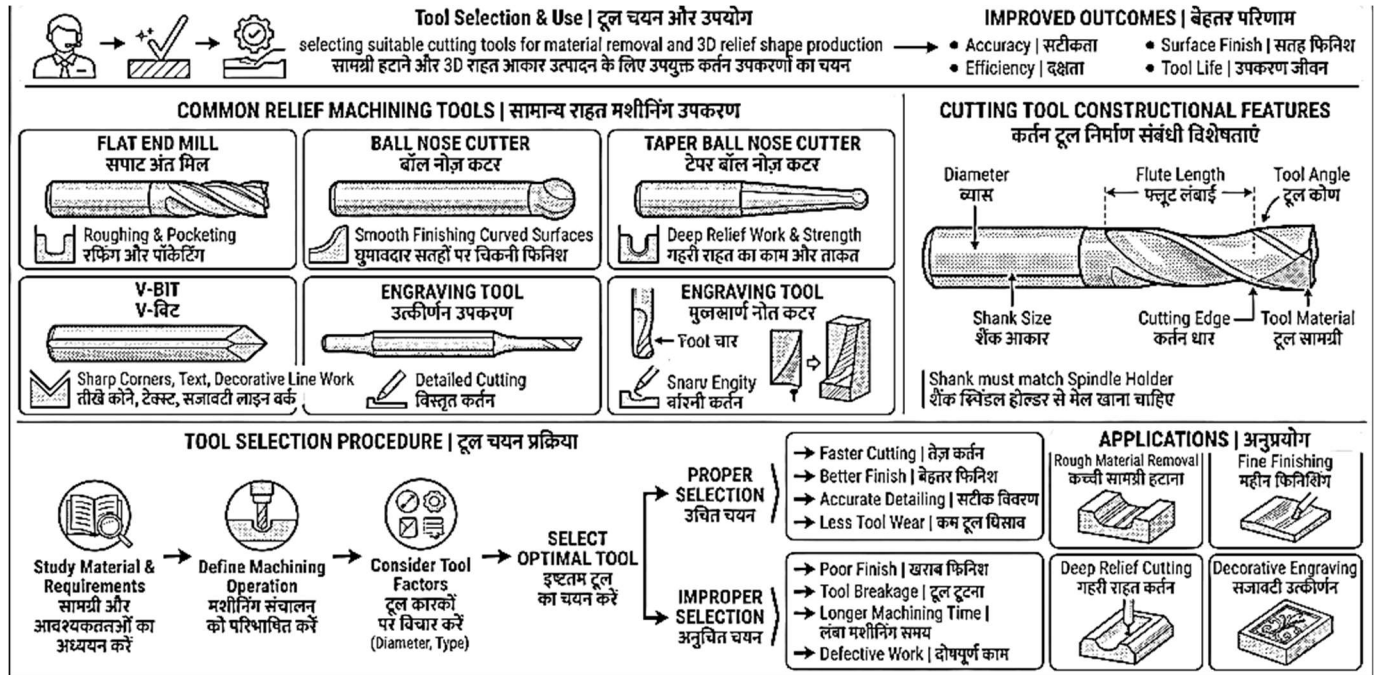 Tool Selection & Use | टूल चयन और उपयोग
selecting suitable cutting tools for material removal and 3D relief shape production
सामग्री हटाने और 3D राहत आकार उत्पादन के लिए उपयुक्त कर्तन उपकरणों का चयन
IMPROVED OUTCOMES | बेहतर परिणाम
• Accuracy | सटीकता
• Surface Finish | सतह फिनिश
• Efficiency | दक्षता
• Tool Life | उपकरण जीवन
COMMON RELIEF MACHINING TOOLS | सामान्य राहत मशीनिंग उपकरण
FLAT END MILL
सपाट अंत मिल
Roughing & Pocketing
रफिंग और पॉकेटिंग
BALL NOSE CUTTER
बॉल नोज़ कटर
Smooth Finishing Curved Surfaces
घुमावदार सतहों पर चिकनी फिनिश
TAPER BALL NOSE CUTTER
टेपर बॉल नोज़ कटर
Deep Relief Work & Strength
गहरी राहत का काम और ताकत
V-BIT
V-बिट
Sharp Corners, Text, Decorative Line Work
तीखे कोने, टेक्स्ट, सजावटी लाइन वर्क
ENGRAVING TOOL
उत्कीर्णन उपकरण
Detailed Cutting
विस्तृत कर्तन
ENGRAVING TOOL
नोत कटर
Foot चार
Snarv Engity
कर्तन
CUTTING TOOL CONSTRUCTIONAL FEATURES
कर्तन टूल निर्माण संबंधी विशेषताएं
Diameter
व्यास
Flute Length
फ्लूट लंबाई
Tool Angle
टूल कोण
Shank Size
शैंक आकार
Cutting Edge
कर्तन धार
Tool Material
टूल सामग्री
Shank must match Spindle Holder
शैंक स्पिंडल होल्डर से मेल खाना चाहिए
TOOL SELECTION PROCEDURE | टूल चयन प्रक्रिया
Study Material &
Requirements
सामग्री और
आवश्यकततओं का
अध्ययन करें
Define Machining
Operation
मशीनिंग संचालन
को परिभाषित करें
Consider Tool
Factors
टूल कारकों
पर विचार करें
(Diameter, Type)
SELECT
OPTIMAL TOOL
इष्टतम टूल
का चयन करें
PROPER
SELECTION
उचित चयन
Faster Cutting | तेज़ कर्तन
Better Finish | बेहतर फिनिश
Accurate Detailing | सटीक विवरण
Less Tool Wear | कम टूल घिसाव
IMPROPER
SELECTION
अनुचित चयन
Poor Finish | खराब फिनिश
Tool Breakage | टूल टूटना
Longer Machining Time |
लंबा मशीनिंग समय
Defective Work | दोषपूर्ण काम
APPLICATIONS | अनुप्रयोग
Rough Material Removal
कच्ची सामग्री हटाना
Fine Finishing
महीन फिनिशिंग
Deep Relief Cutting
गहरी राहत कर्तन
Decorative Engraving
सजावटी उत्कीर्णन